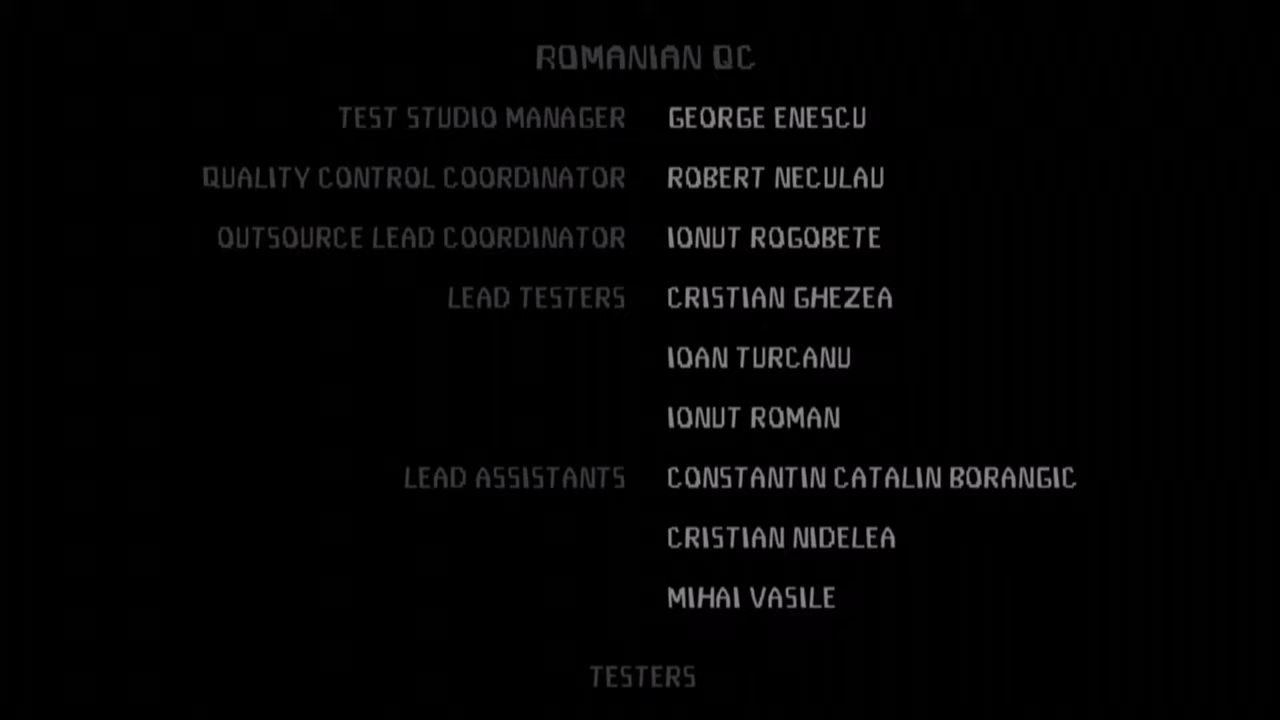 ROMANIAN QC
TEST STUDIO MANAGER GEORGE ENESCU
QUALITY CONTROL COORDINATOR ROBERT NECULAU
OUTSOURCE LEAD COORDINATOR IONUT ROGOBETE
LEAD TESTERS CRISTIAN GHEZEA
IOAN TURCANU
IONUT ROMAN
LEAD ASSISTANTS CONSTANTIN CATALIN BORANGIC
CRISTIAN NIDELEA
MIHAI VASILE
TESTERS